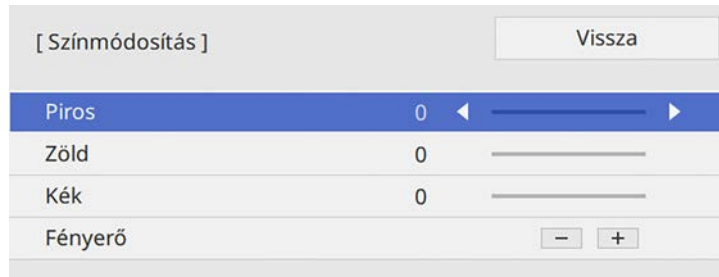 [ Színmódosítás ]
Vissza
Piros 0
Zöld 0
Kék 0
Fényerő − +